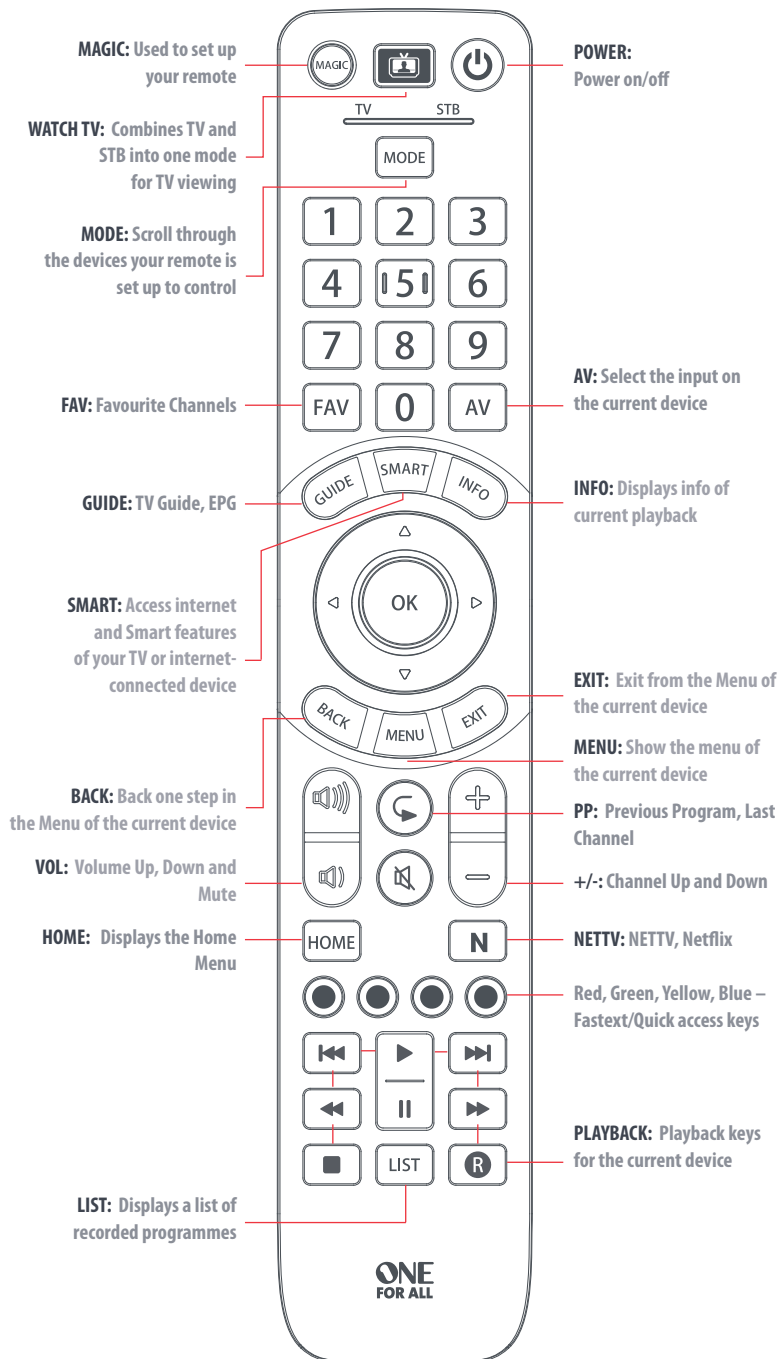 MAGIC: Used to set up
your remote
WATCH TV: Combines TV and
STB into one mode
for TV viewing
MODE: Scroll through
the devices your remote is
set up to control
FAV: Favourite Channels
GUIDE: TV Guide, EPG
SMART: Access internet
and Smart features
of your TV or internet-
connected device
BACK: Back one step in
the Menu of the current device
VOL: Volume Up, Down and
Mute
HOME: Displays the Home
Menu
LIST: Displays a list of
recorded programmes
MAGIC
TV STB
MODE
1 2 3
4 5 6
7 8 9
FAV 0 AV
GUIDE SMART INFO
OK
BACK MENU EXIT
HOME N
LIST R
ONE
FOR ALL
POWER:
Power on/off
AV: Select the input on
the current device
INFO: Displays info of
current playback
EXIT: Exit from the Menu of
the current device
MENU: Show the menu of
the current device
PP: Previous Program, Last
Channel
+/-: Channel Up and Down
NETTV: NETTV, Netflix
Red, Green, Yellow, Blue –
Fastext/Quick access keys
PLAYBACK: Playback keys
for the current device